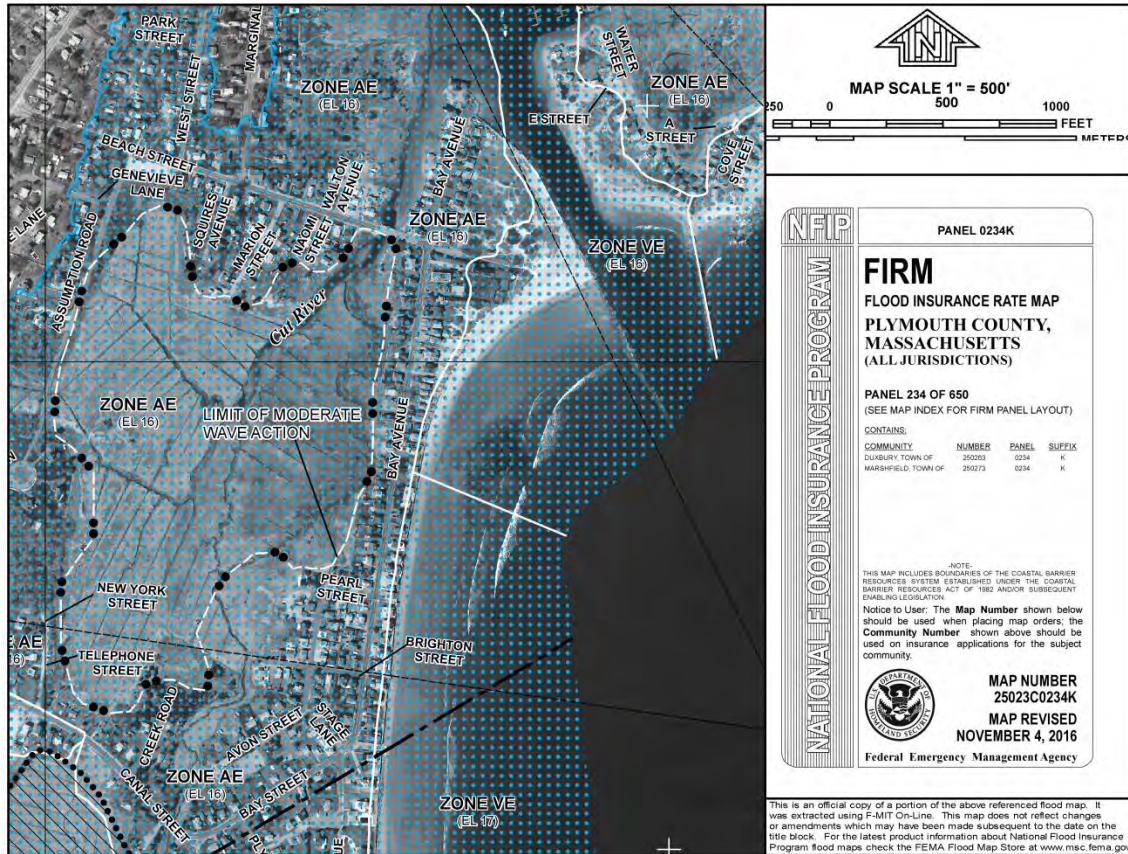 PARK
STREET
WEST STREET
MARGINAL
ZONE AE
(EL 16)
WATER
STREET
ZONE AE
(EL 16)
E STREET
A
STREET
COVE
STREET
BEACH STREET
GENEVIEVE
LANE
E LANE
ASSUMPTION ROAD
SQUIRES
AVENUE
MARION
STREET
NAOMI
STREET
WALTON
AVENUE
BAY AVENUE
ZONE AE
(EL 16)
ZONE VE
(EL 16)
Cut River
ZONE AE
(EL 16)
LIMIT OF MODERATE
WAVE ACTION
BAY AVENUE
PEARL
STREET
NEW YORK
STREET
BRIGHTON
STREET
E AE
16)
TELEPHONE
STREET
CREEK ROAD
AVON STREET
STAGE
LANE
ZONE AE
(EL 16)
CANAL STREET
BAY STREET
ZONE VE
(EL 17)
N
MAP SCALE 1" = 500'
250 0 500 1000
FEET
METERS
NFIP
NATIONAL FLOOD INSURANCE PROGRAM
PANEL 0234K
FIRM
FLOOD INSURANCE RATE MAP
PLYMOUTH COUNTY,
MASSACHUSETTS
(ALL JURISDICTIONS)
PANEL 234 OF 650
(SEE MAP INDEX FOR FIRM PANEL LAYOUT)
CONTAINS:
COMMUNITY NUMBER PANEL SUFFIX
DUXBURY, TOWN OF 250263 0234 K
MARSHFIELD, TOWN OF 250273 0234 K
-NOTE-
THIS MAP INCLUDES BOUNDARIES OF THE COASTAL BARRIER
RESOURCES SYSTEM ESTABLISHED UNDER THE COASTAL
BARRIER RESOURCES ACT OF 1982 AND/OR SUBSEQUENT
ENABLING LEGISLATION.
Notice to User: The Map Number shown below
should be used when placing map orders; the
Community Number shown above should be
used on insurance applications for the subject
community.
U.S. DEPARTMENT OF
HOMELAND SECURITY
MAP NUMBER
25023C0234K
MAP REVISED
NOVEMBER 4, 2016
Federal Emergency Management Agency
This is an official copy of a portion of the above referenced flood map. It
was extracted using F-MIT On-Line. This map does not reflect changes
or amendments which may have been made subsequent to the date on the
title block. For the latest product information about National Flood Insurance
Program flood maps check the FEMA Flood Map Store at www.msc.fema.gov